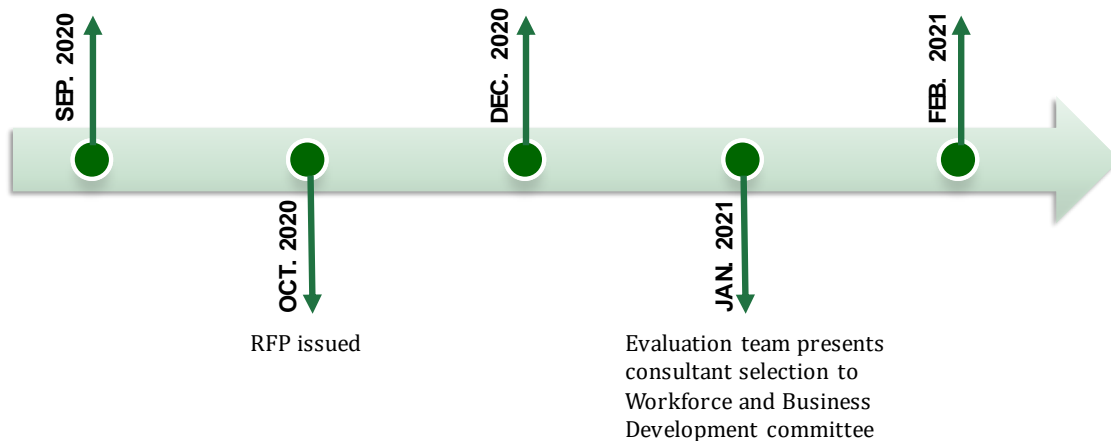 SEP. 2020
OCT. 2020
DEC. 2020
JAN. 2021
FEB. 2021
RFP issued
Evaluation team presents
consultant selection to
Workforce and Business
Development committee